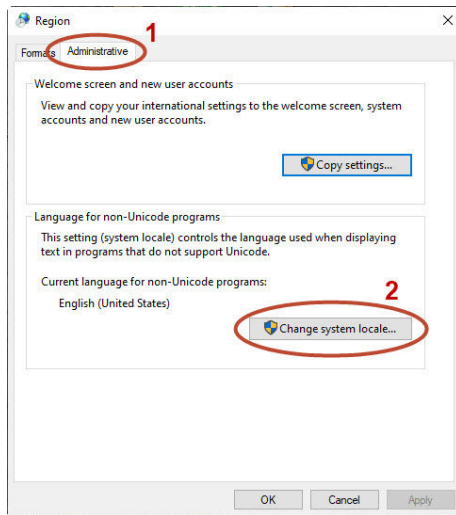 Region
1
Formats
Administrative
Welcome screen and new user accounts
View and copy your international settings to the welcome screen, system
accounts and new user accounts.
Copy settings...
Language for non-Unicode programs
This setting (system locale) controls the language used when displaying
text in programs that do not support Unicode.
Current language for non-Unicode programs:
2
English (United States)
Change system locale...
OK
Cancel
Apply